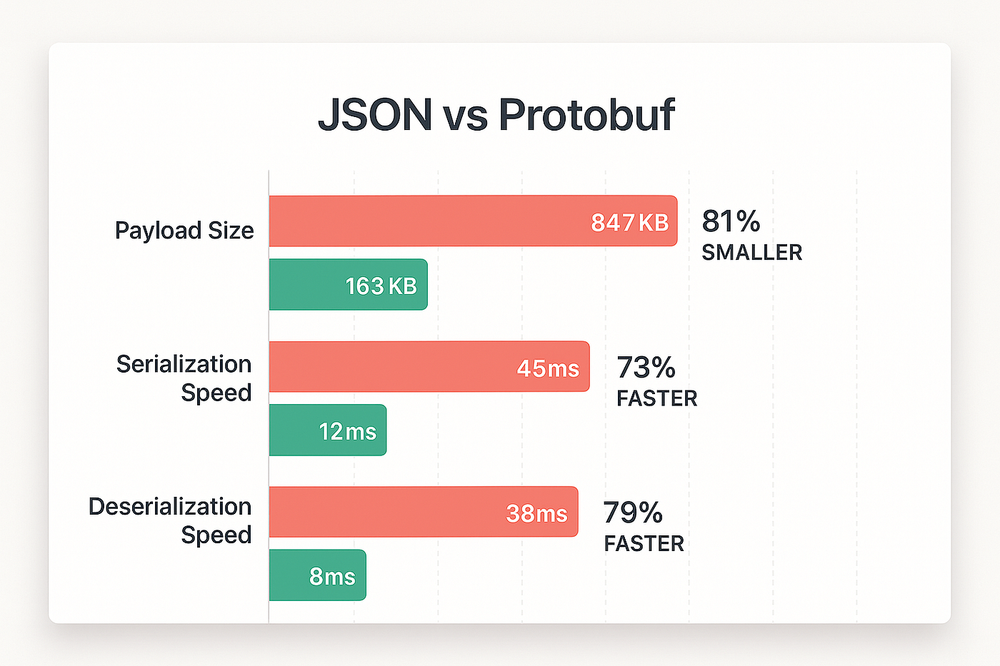 JSON vs Protobuf
Payload Size
847 KB
81%
SMALLER
163 KB
Serialization
Speed
45ms
73%
FASTER
12ms
Deserialization
Speed
38ms
79%
FASTER
8ms